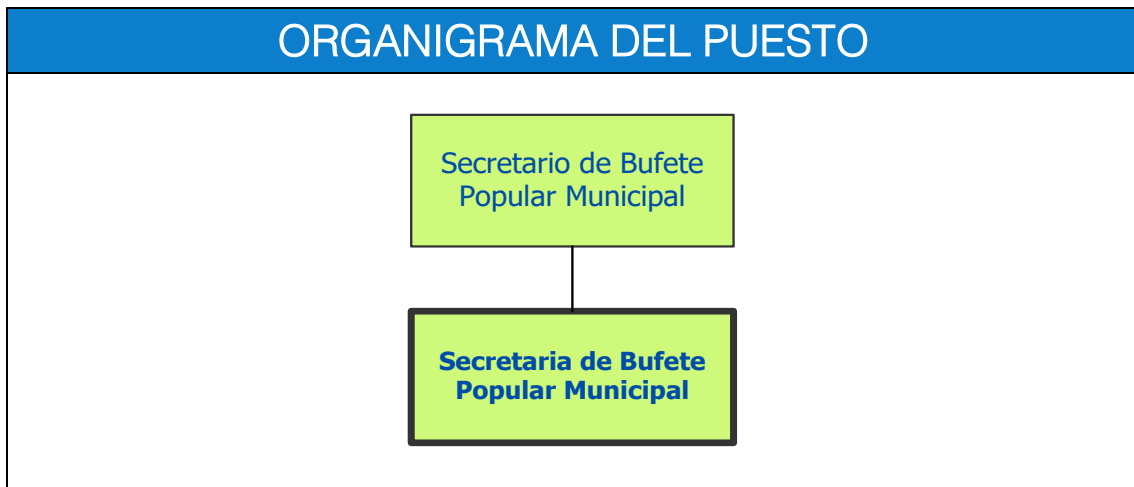 ORGANIGRAMA DEL PUESTO
Secretario de Bufete
Popular Municipal
Secretaria de Bufete
Popular Municipal